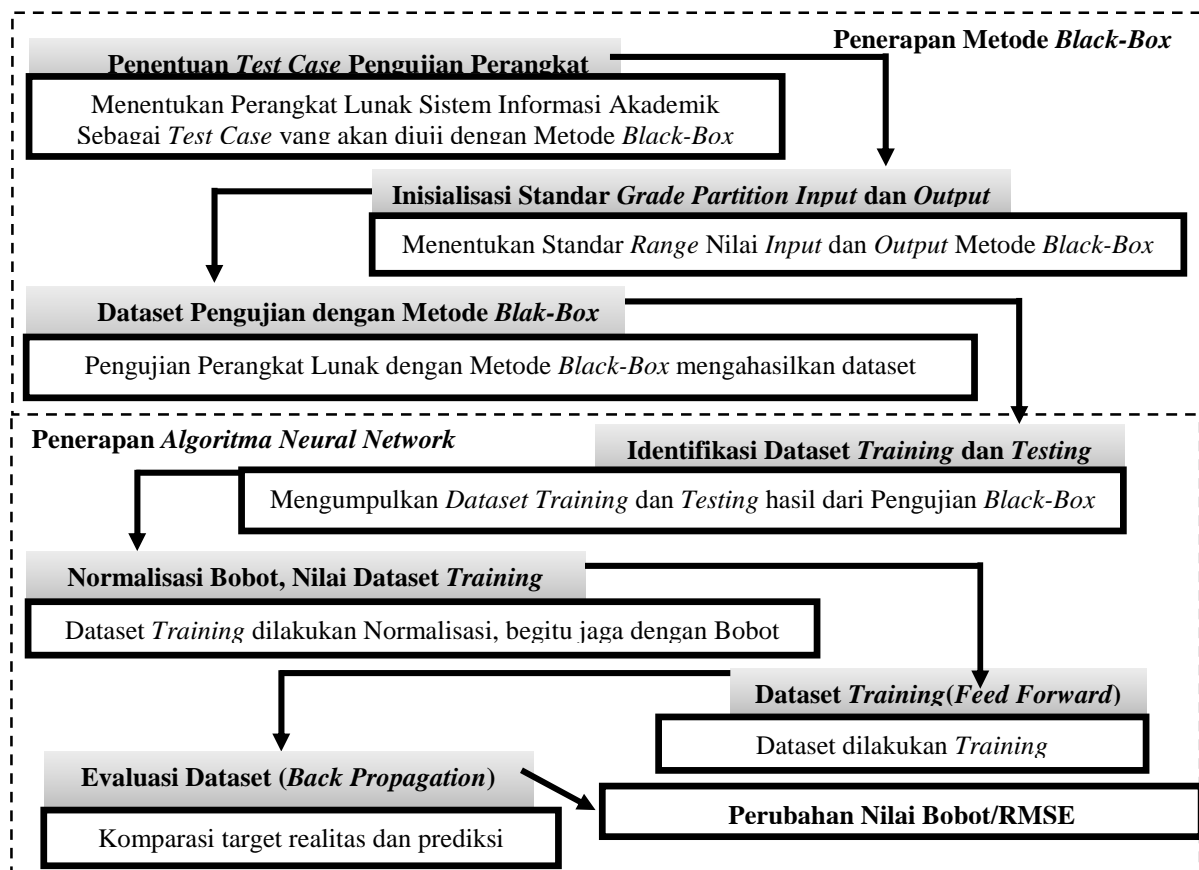 Penerapan Metode Black-Box
Penentuan Test Case Pengujian Perangkat
Menentukan Perangkat Lunak Sistem Informasi Akademik
Sebagai Test Case yang akan diuji dengan Metode Black-Box
Inisialisasi Standar Grade Partition Input dan Output
Menentukan Standar Range Nilai Input dan Output Metode Black-Box
Dataset Pengujian dengan Metode Blak-Box
Pengujian Perangkat Lunak dengan Metode Black-Box mengahasilkan dataset
Penerapan Algoritma Neural Network
Identifikasi Dataset Training dan Testing
Mengumpulkan Dataset Training dan Testing hasil dari Pengujian Black-Box
Normalisasi Bobot, Nilai Dataset Training
Dataset Training dilakukan Normalisasi, begitu jaga dengan Bobot
Dataset Training(Feed Forward)
Dataset dilakukan Training
Evaluasi Dataset (Back Propagation)
Komparasi target realitas dan prediksi
Perubahan Nilai Bobot/RMSE